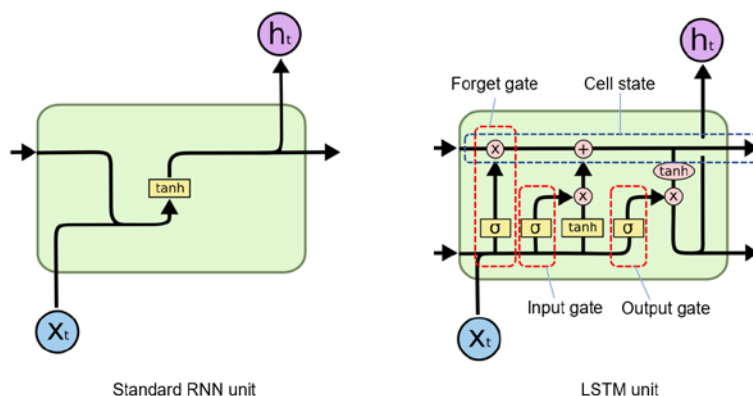 hₜ
tanh
Xₜ
Standard RNN unit
hₜ
Forget gate
Cell state
x
+
tanh
x
x
σ
σ
tanh
σ
Input gate
Output gate
Xₜ
LSTM unit